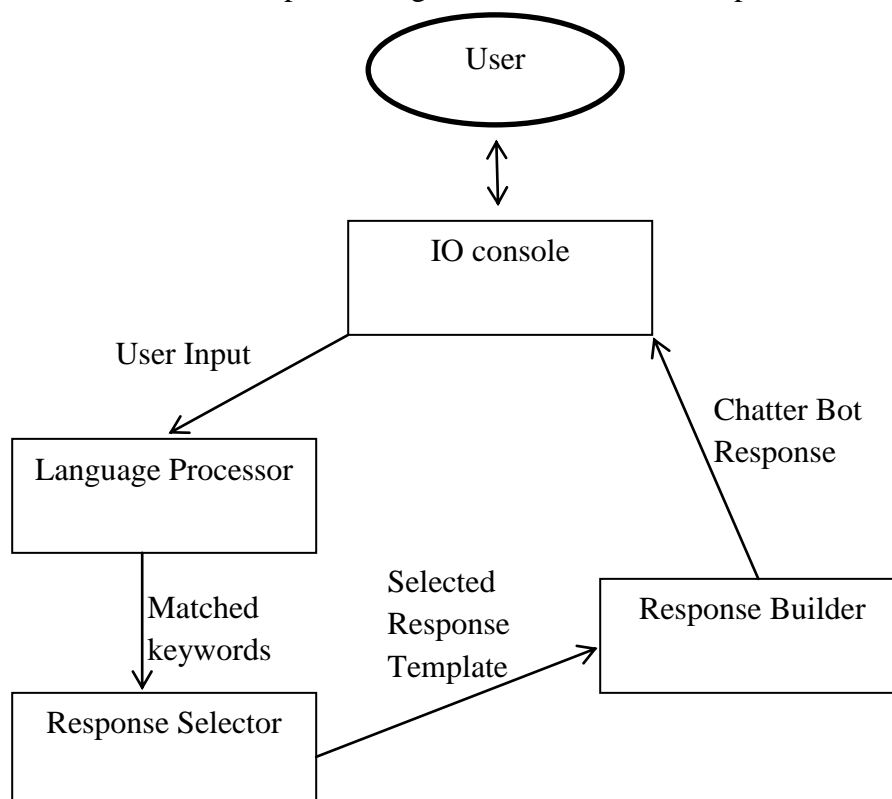 User
IO console
User Input
Chatter Bot
Response
Language Processor
Matched
keywords
Selected
Response
Template
Response Builder
Response Selector